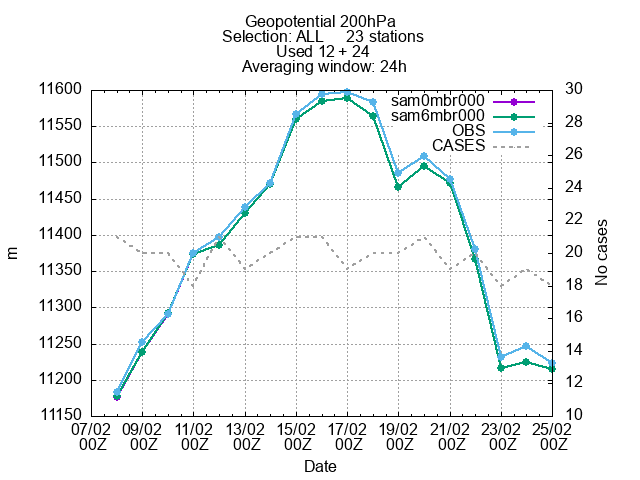 Geopotential 200hPa
Selection: ALL 23 stations
Used 12 + 24
Averaging window: 24h
11600
11550
11500
11450
11400
11350
11300
11250
11200
11150
m
30
28
26
24
22
20
18
16
14
12
10
No cases
sam0mbr000
sam6mbr000
OBS
CASES
07/02 09/02 11/02 13/02 15/02 17/02 19/02 21/02 23/02 25/02
00Z 00Z 00Z 00Z 00Z 00Z 00Z 00Z 00Z 00Z
Date